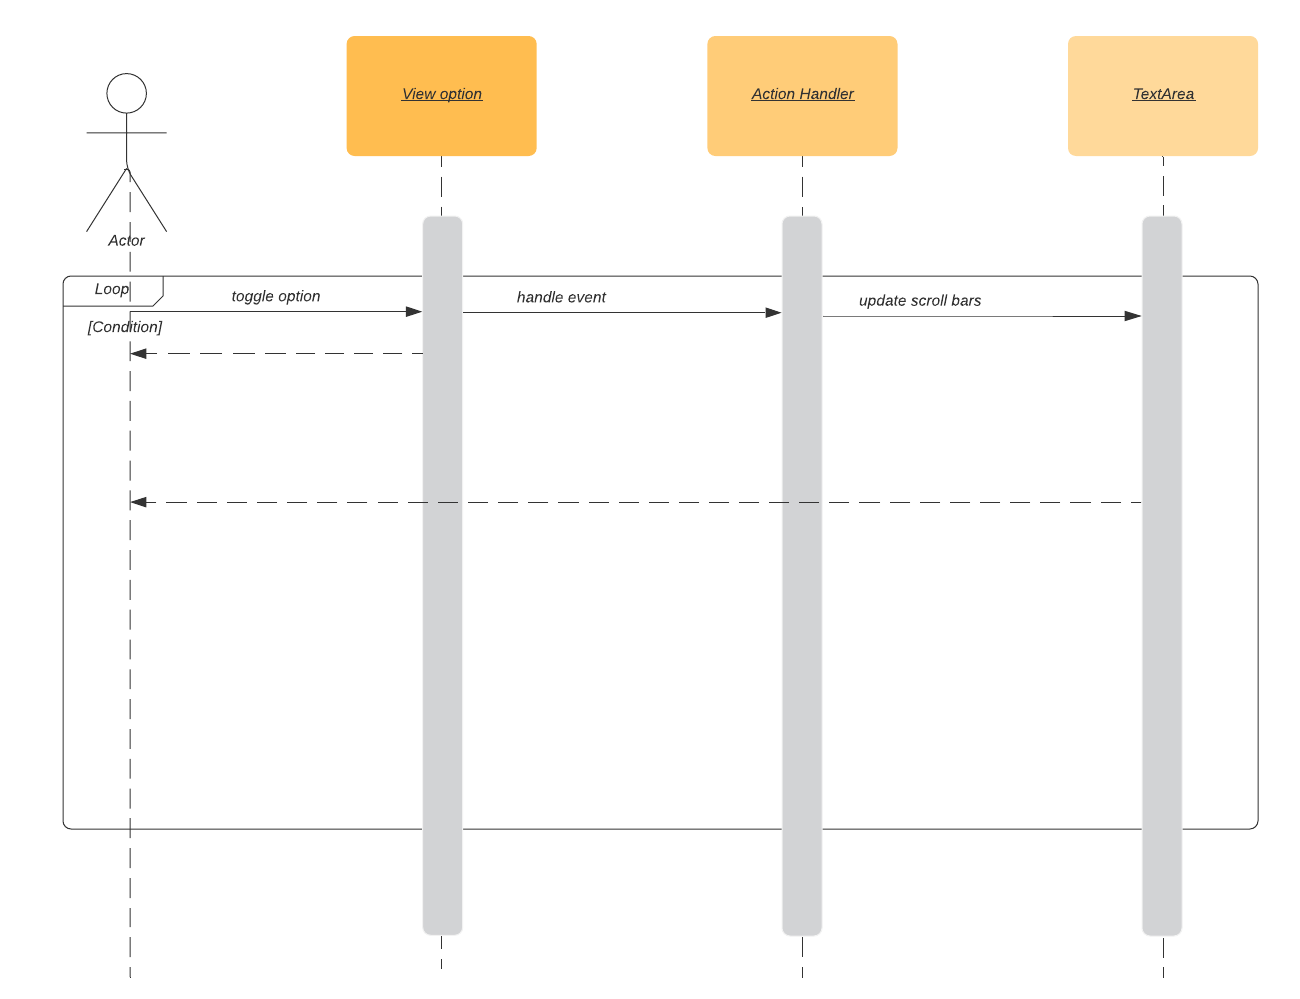 View option
Action Handler
TextArea
Actor
Loop
toggle option
handle event
update scroll bars
[Condition]